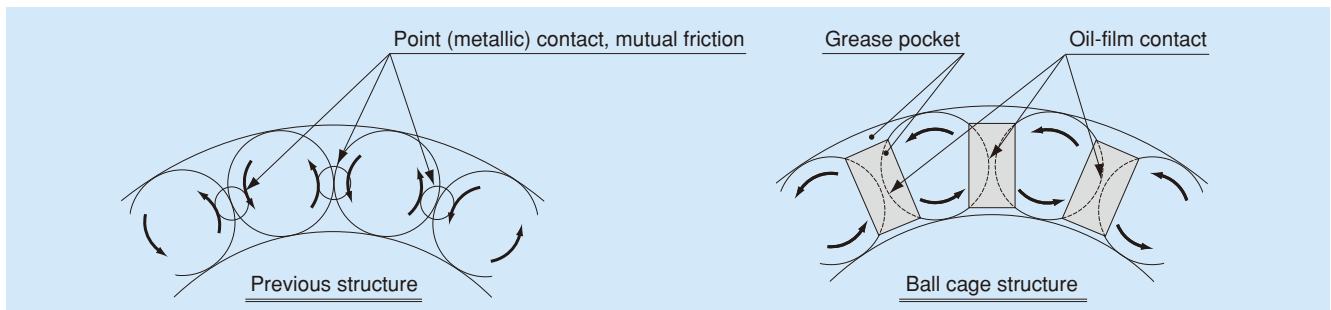 Point (metallic) contact, mutual friction
Grease pocket
Oil-film contact
Previous structure
Ball cage structure